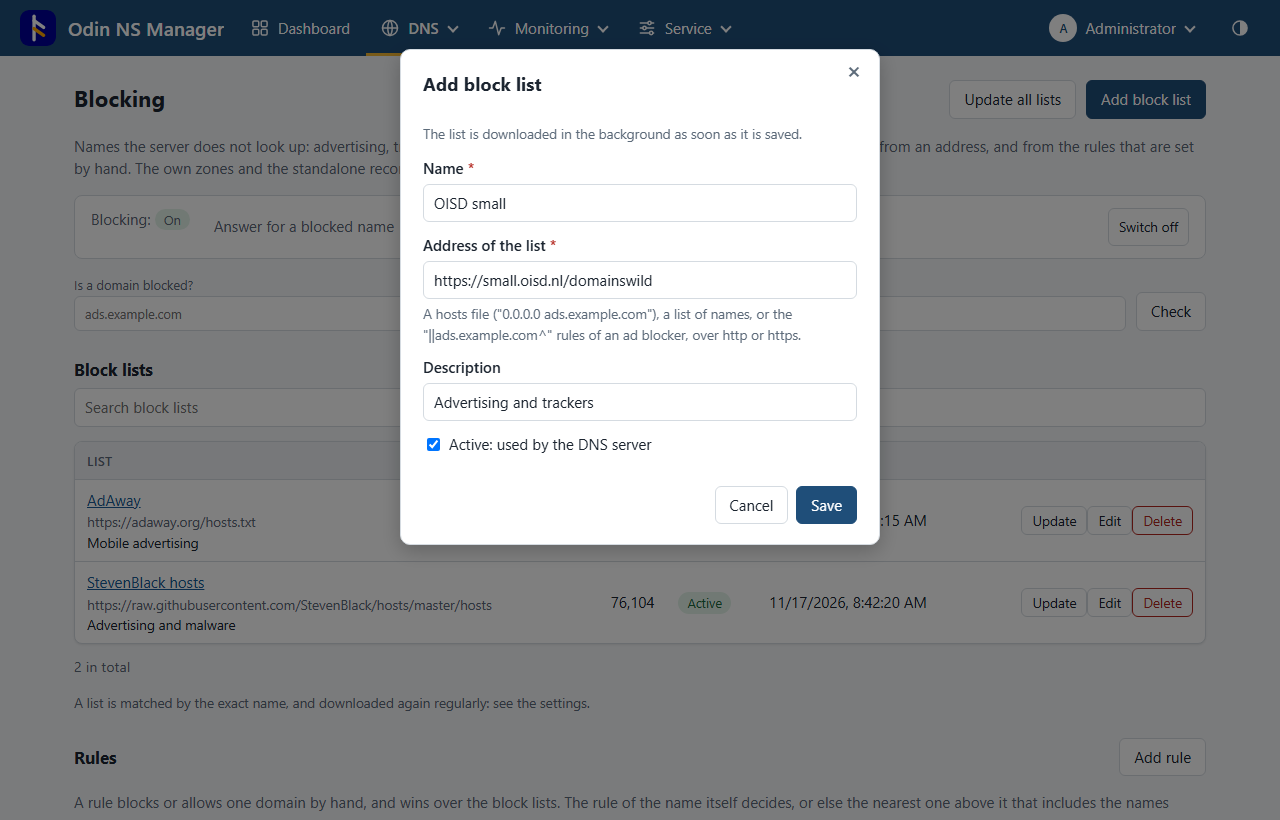 Odin NS Manager
Dashboard
DNS
Monitoring
Service
A
Administrator
Blocking
Update all lists
Add block list
Names the server does not look up: advertising,
from an address, and from the rules that are set
by hand. The own zones and the standalone
Blocking: On
Answer for a blocked name
Switch off
Is a domain blocked?
ads.example.com
Check
Block lists
Search block lists
LIST
AdAway
https://adaway.org/hosts.txt
Mobile advertising
:15 AM
Update
Edit
Delete
StevenBlack hosts
https://raw.githubusercontent.com/StevenBlack/hosts/master/hosts
Advertising and malware
76,104
Active
11/17/2026, 8:42:20 AM
Update
Edit
Delete
2 in total
A list is matched by the exact name, and downloaded again regularly: see the settings.
Rules
Add rule
A rule blocks or allows one domain by hand, and wins over the block lists. The rule of the name itself decides, or else the nearest one above it that includes the names
Add block list
The list is downloaded in the background as soon as it is saved.
Name *
OISD small
Address of the list *
https://small.oisd.nl/domainswild
A hosts file ("0.0.0.0 ads.example.com"), a list of names, or the
"||ads.example.com^" rules of an ad blocker, over http or https.
Description
Advertising and trackers
Active: used by the DNS server
Cancel
Save